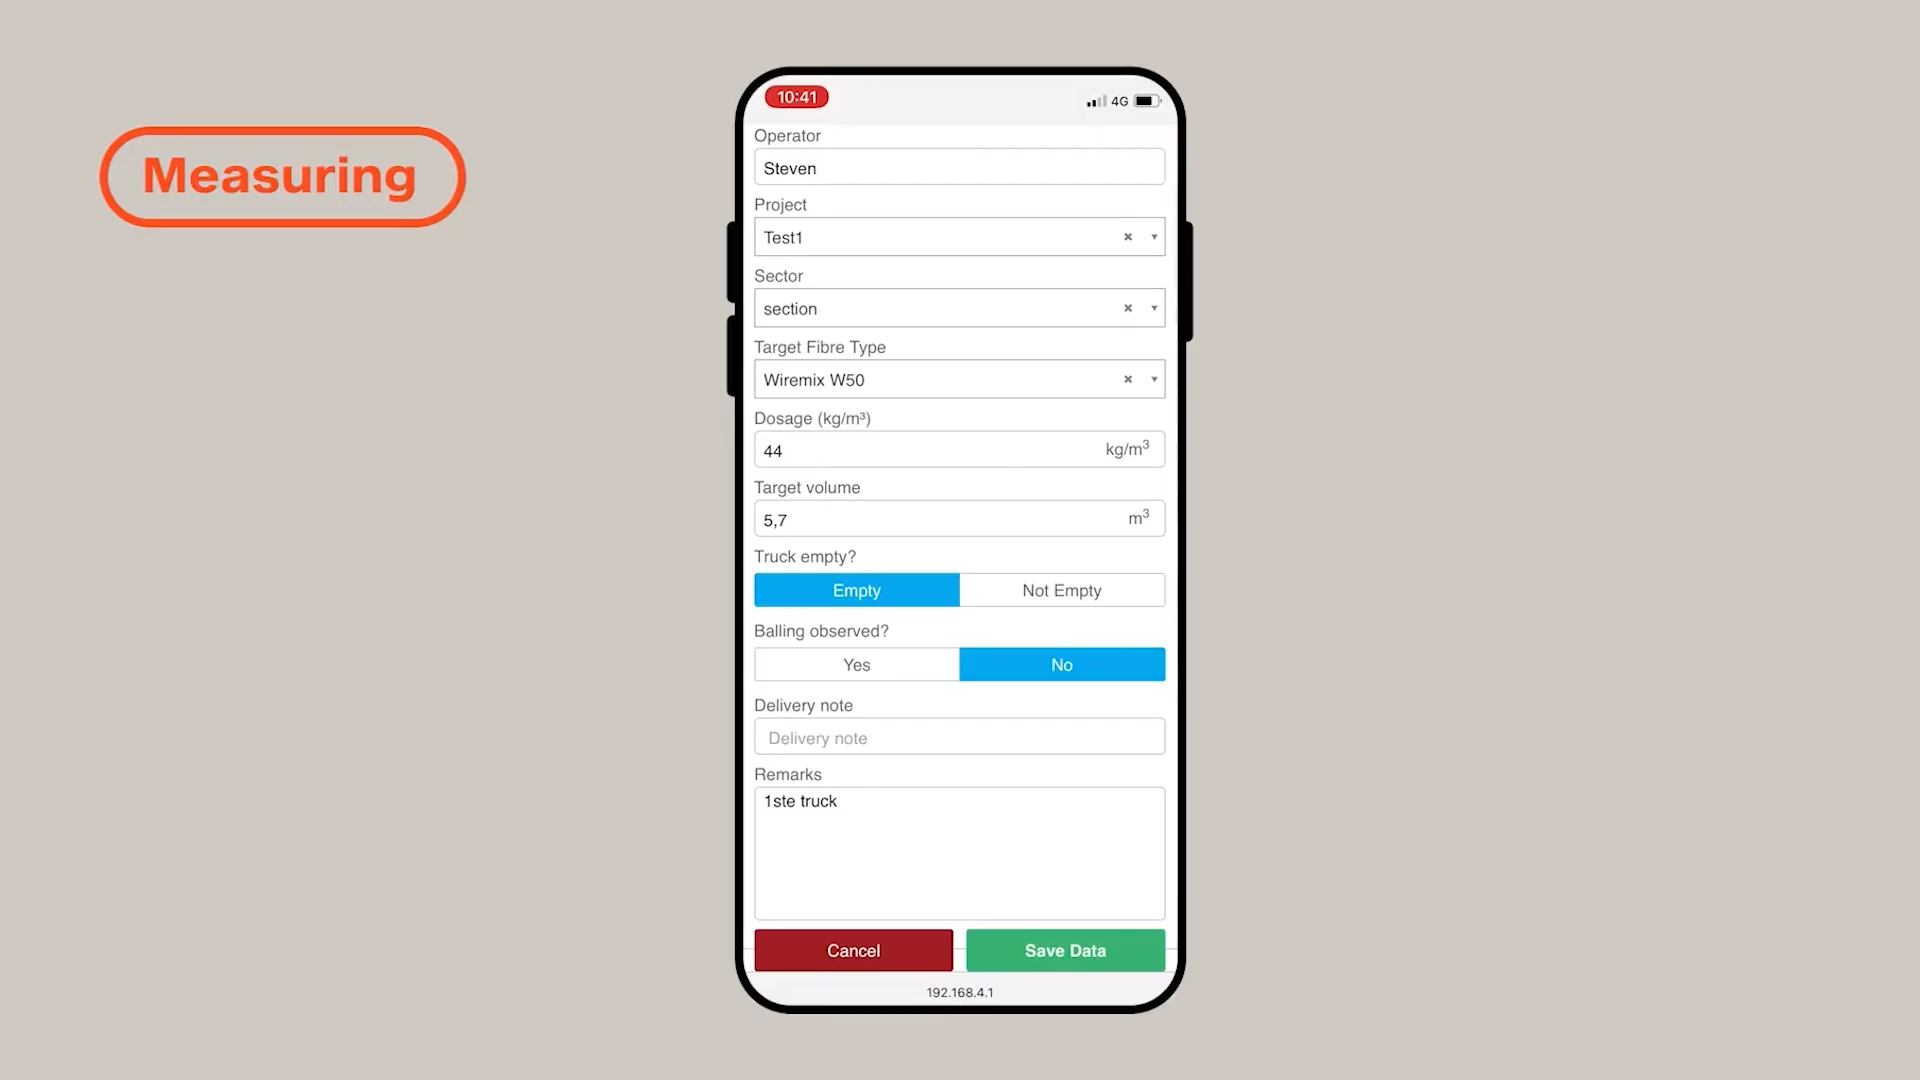 Measuring
10:41
4G
Operator
Steven
Project
Test1
Sector
section
Target Fibre Type
Wiremix W50
Dosage (kg/m³)
44 kg/m³
Target volume
5,7 m³
Truck empty?
Empty Not Empty
Balling observed?
Yes No
Delivery note
Delivery note
Remarks
1ste truck
Cancel Save Data
192.168.4.1